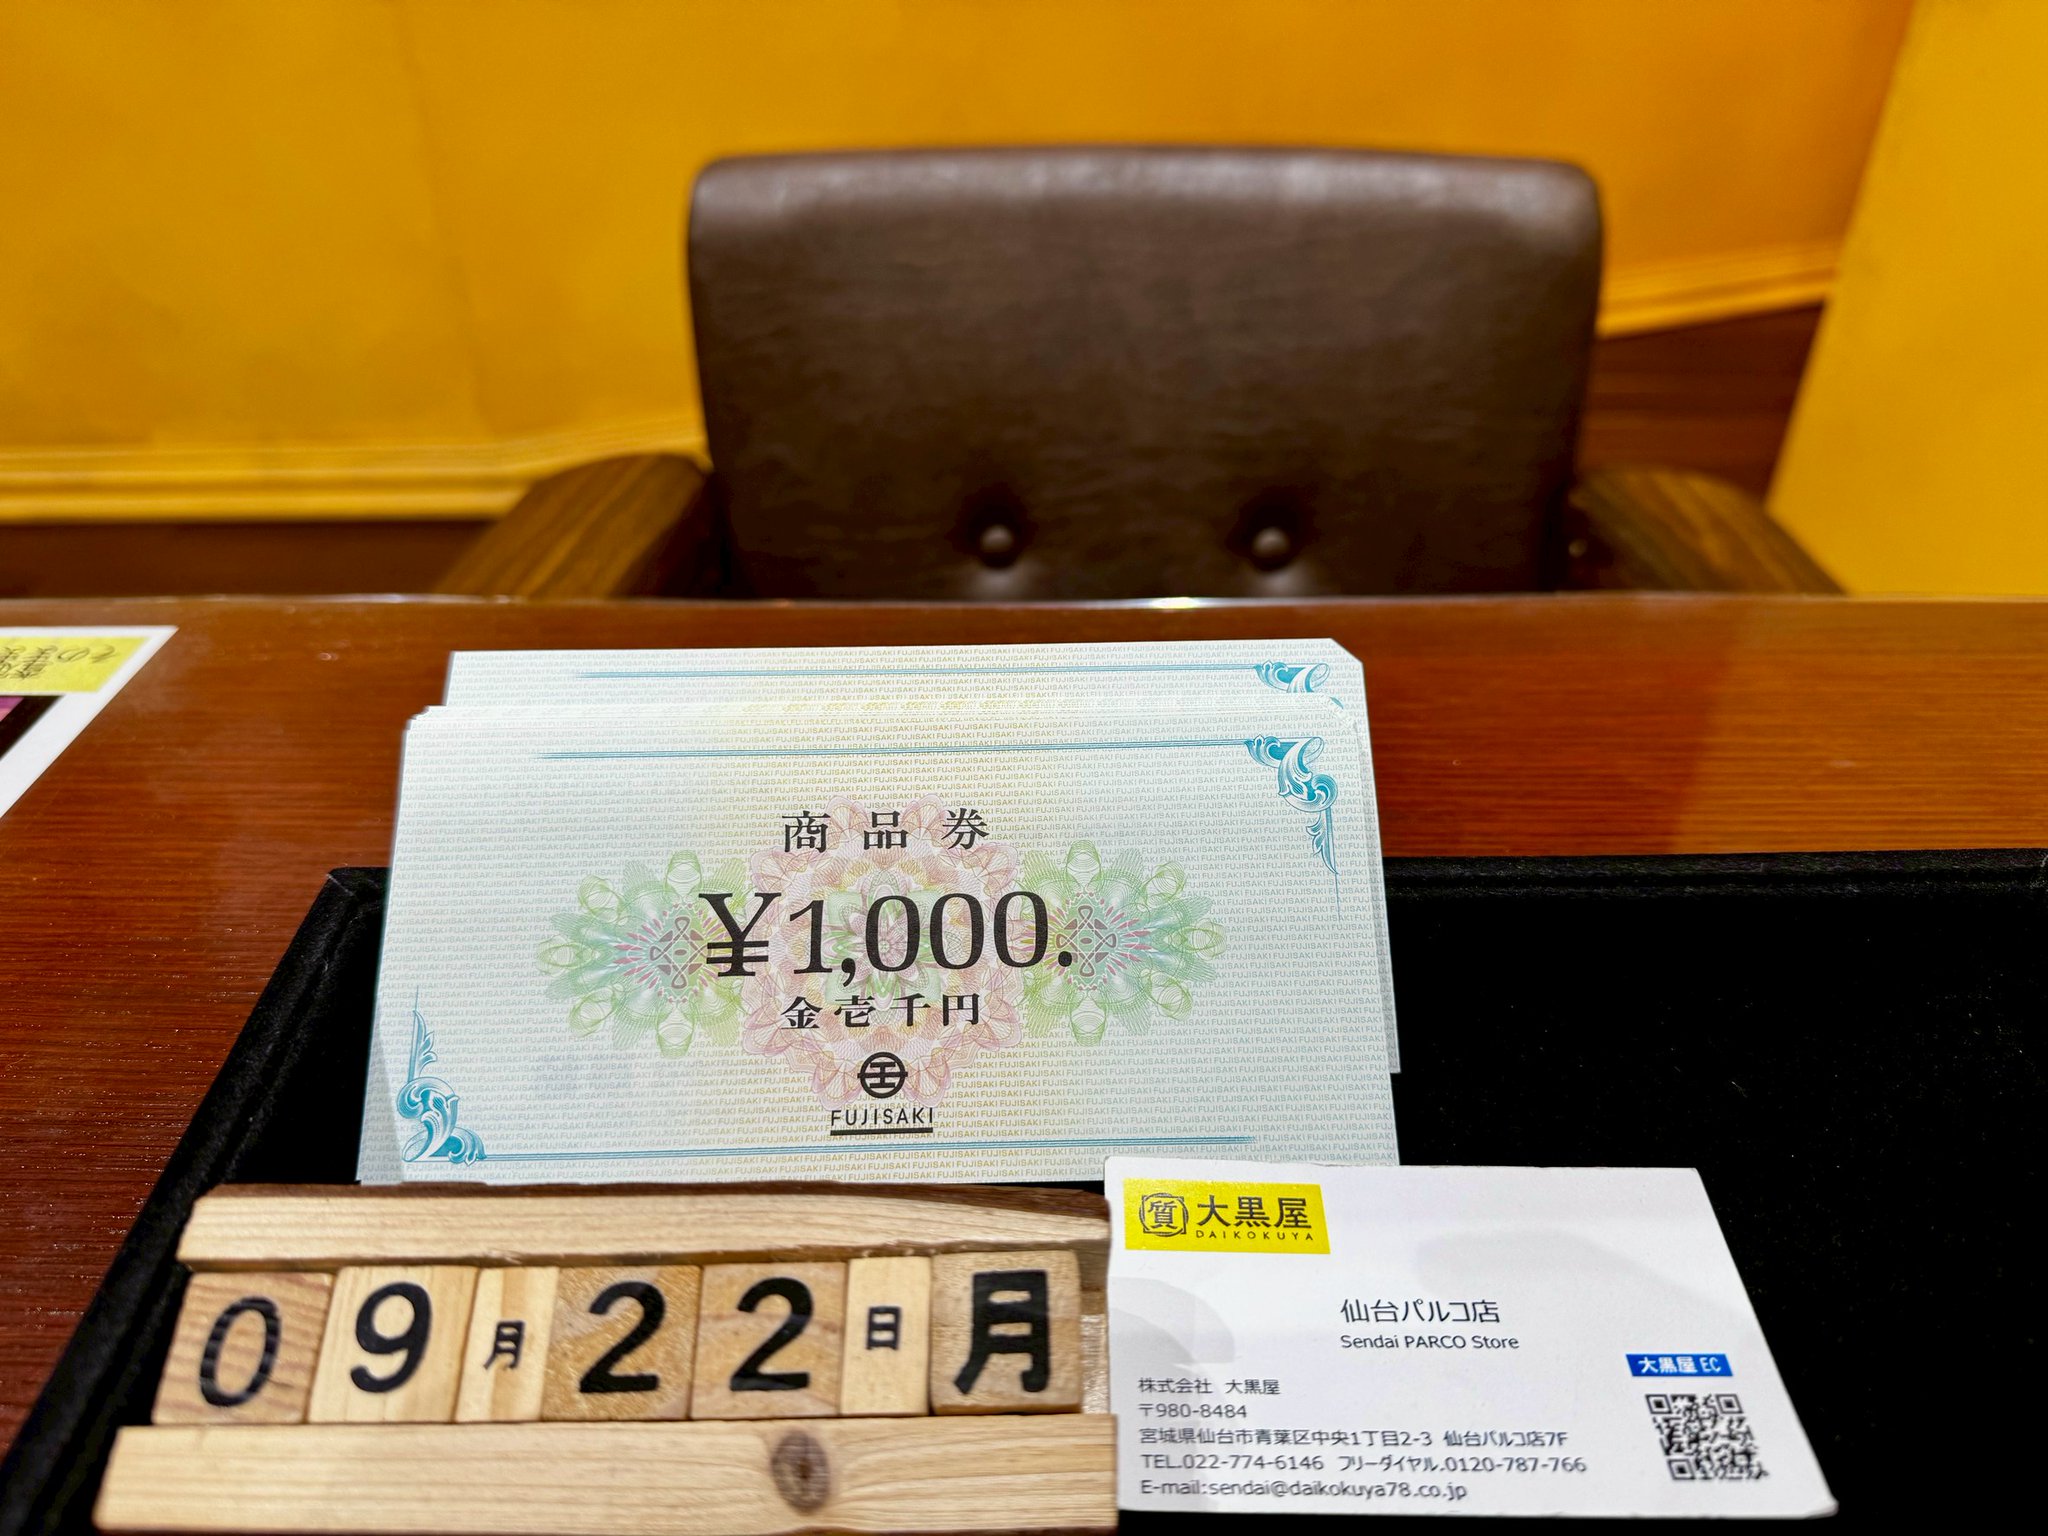 その
商品券
¥1,000.
金壱千円
FUJISAKI
09月22日月
質 大黒屋
DAIKOKUYA
仙台パルコ店
Sendai PARCO Store
大黒屋 EC
株式会社 大黒屋
〒980-8484
宮城県仙台市青葉区中央1丁目2-3 仙台パルコ店7F
TEL.022-774-6146 フリーダイヤル.0120-787-766
E-mail:sendai@daikokuya78.co.jp